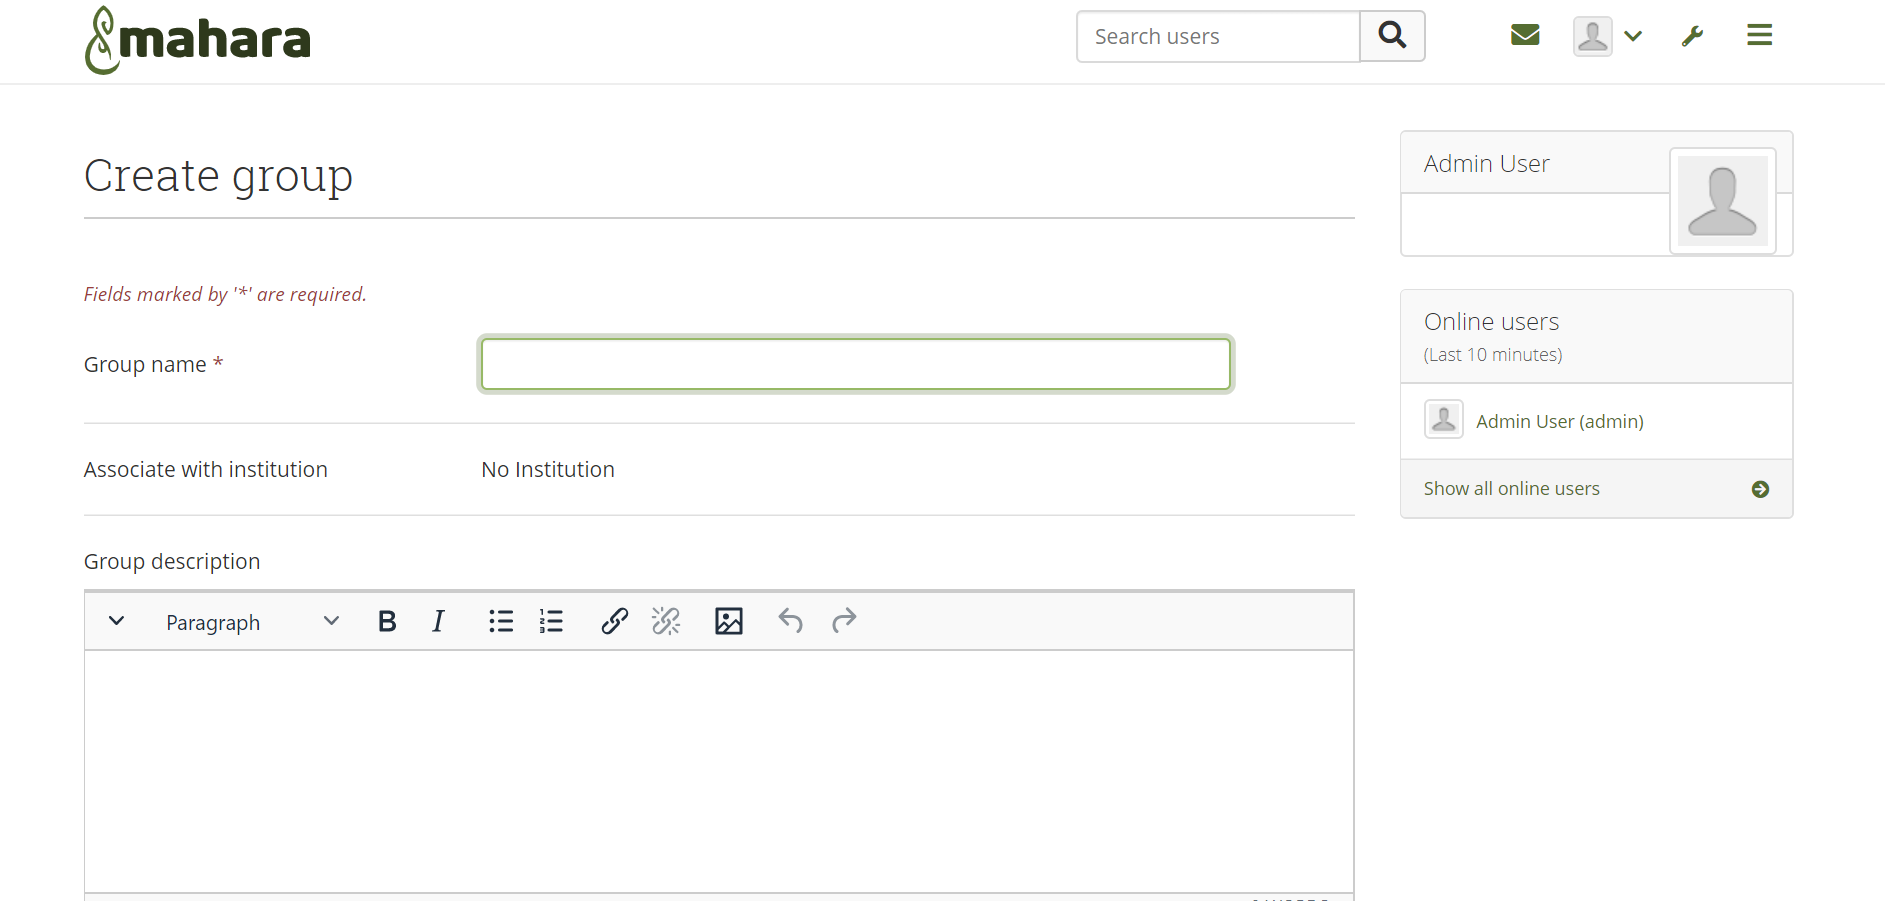 mahara
Search users
Create group
Fields marked by '*' are required.
Group name *
Associate with institution
No Institution
Group description
Paragraph
B
I
Admin User
Online users
(Last 10 minutes)
Admin User (admin)
Show all online users